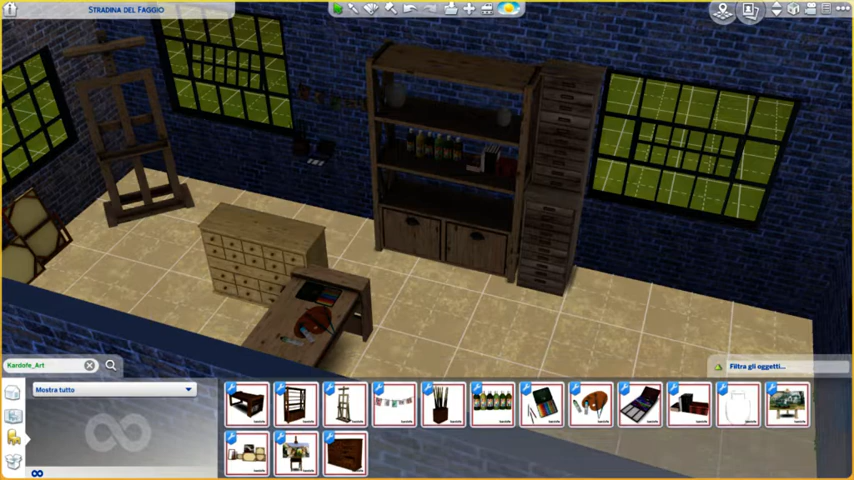 Stradina del Faggio
Kardofe_Art
Filtra gli oggetti...
Mostra tutto